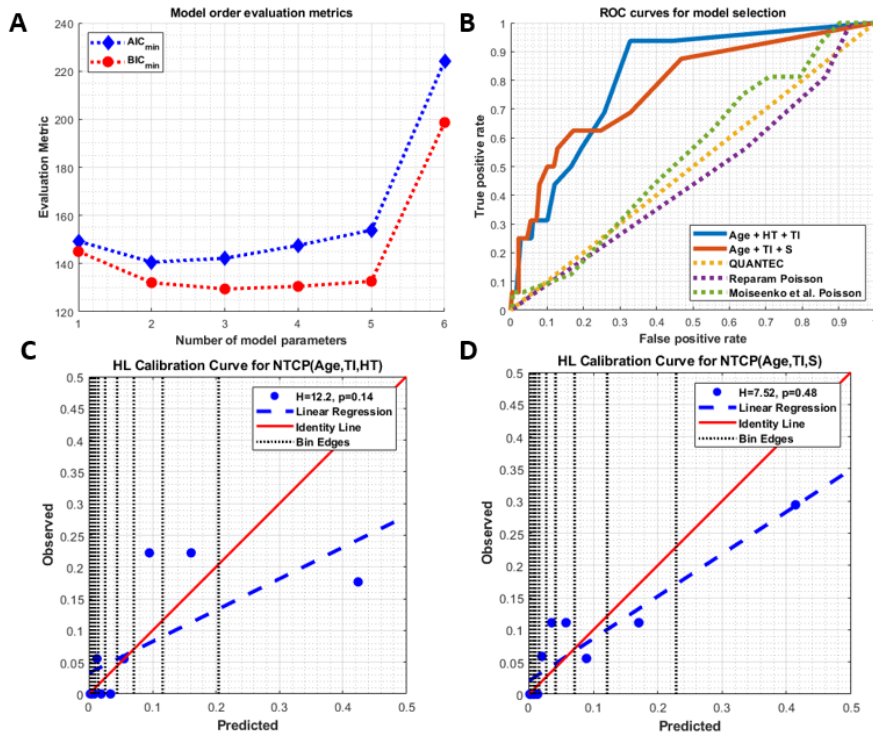 A
Model order evaluation metrics
240
220
200
180
160
140
120
Evaluation Metric
AICmin
BICmin
1 2 3 4 5 6
Number of model parameters
B
ROC curves for model selection
1
0.9
0.8
0.7
0.6
0.5
0.4
0.3
0.2
0.1
0
True positive rate
Age + HT + TI
Age + TI + S
QUANTEC
Reparam Poisson
Moiseenko et al. Poisson
0 0.1 0.2 0.3 0.4 0.5 0.6 0.7 0.8 0.9 1
False positive rate
C
HL Calibration Curve for NTCP(Age,TI,HT)
0.5
0.45
0.4
0.35
0.3
0.25
0.2
0.15
0.1
0.05
0
Observed
H=12.2, p=0.14
Linear Regression
Identity Line
Bin Edges
0 0.1 0.2 0.3 0.4 0.5
Predicted
D
HL Calibration Curve for NTCP(Age,TI,S)
0.5
0.45
0.4
0.35
0.3
0.25
0.2
0.15
0.1
0.05
0
Observed
H=7.52, p=0.48
Linear Regression
Identity Line
Bin Edges
0 0.1 0.2 0.3 0.4 0.5
Predicted